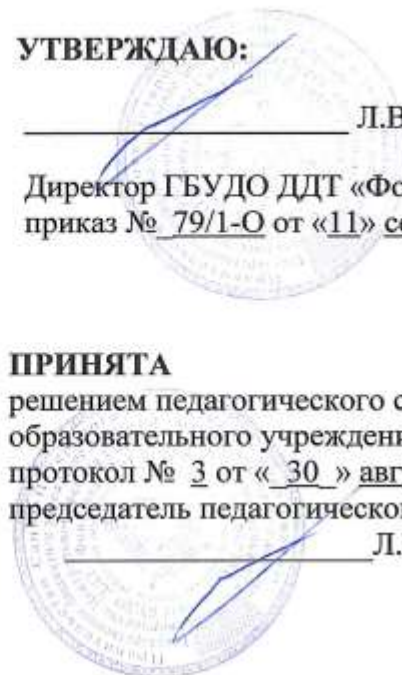 УТВЕРЖДАЮ:
Л.В
Директор ГБУДО ДДТ «Фо
приказ № 79/1-О от «11» се
ПРИНЯТА
решением педагогического с
образовательного учреждени
протокол № 3 от « 30 » авг
председатель педагогическо
Л.